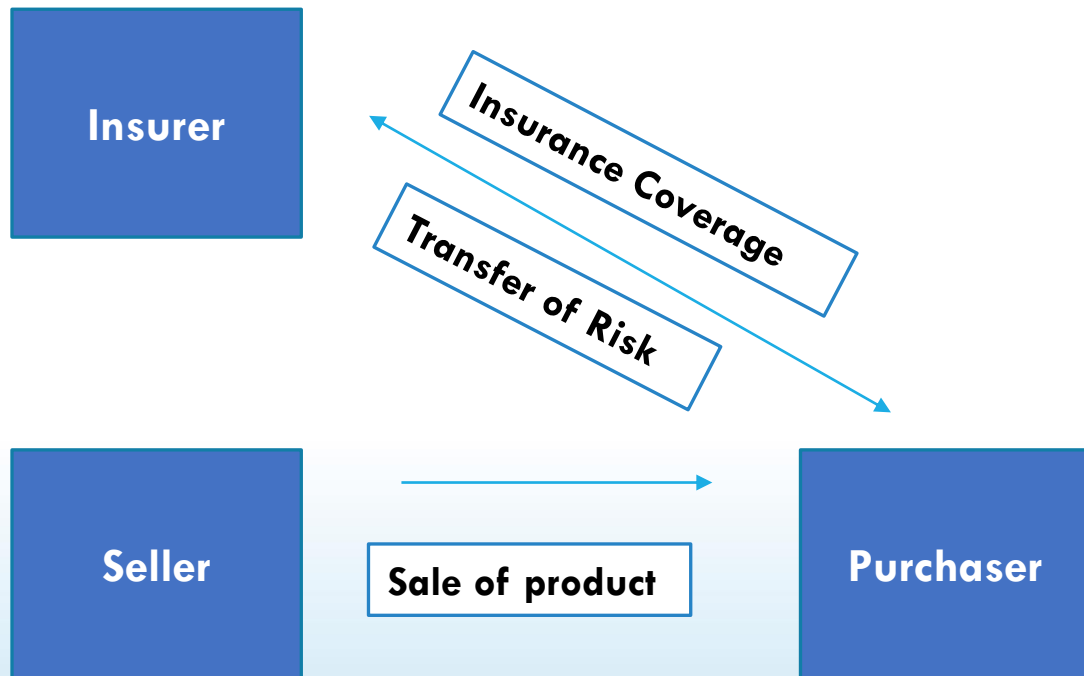 Insurer
Insurance Coverage
Transfer of Risk
Seller
Sale of product
Purchaser